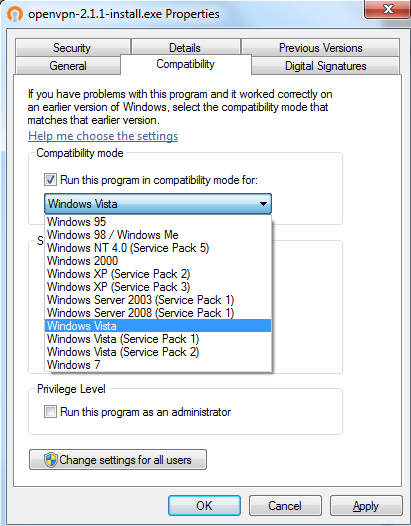 openvpn-2.1.1-install.exe Properties
Security
Details
Previous Versions
General
Compatibility
Digital Signatures
If you have problems with this program and it worked correctly on
an earlier version of Windows, select the compatibility mode that
matches that earlier version.
Help me choose the settings
Compatibility mode
Run this program in compatibility mode for:
Windows Vista
Windows 95
Windows 98 / Windows Me
Windows NT 4.0 (Service Pack 5)
Windows 2000
Windows XP (Service Pack 2)
Windows XP (Service Pack 3)
Windows Server 2003 (Service Pack 1)
Windows Server 2008 (Service Pack 1)
Windows Vista
Windows Vista (Service Pack 1)
Windows Vista (Service Pack 2)
Windows 7
Privilege Level
Run this program as an administrator
Change settings for all users
OK
Cancel
Apply